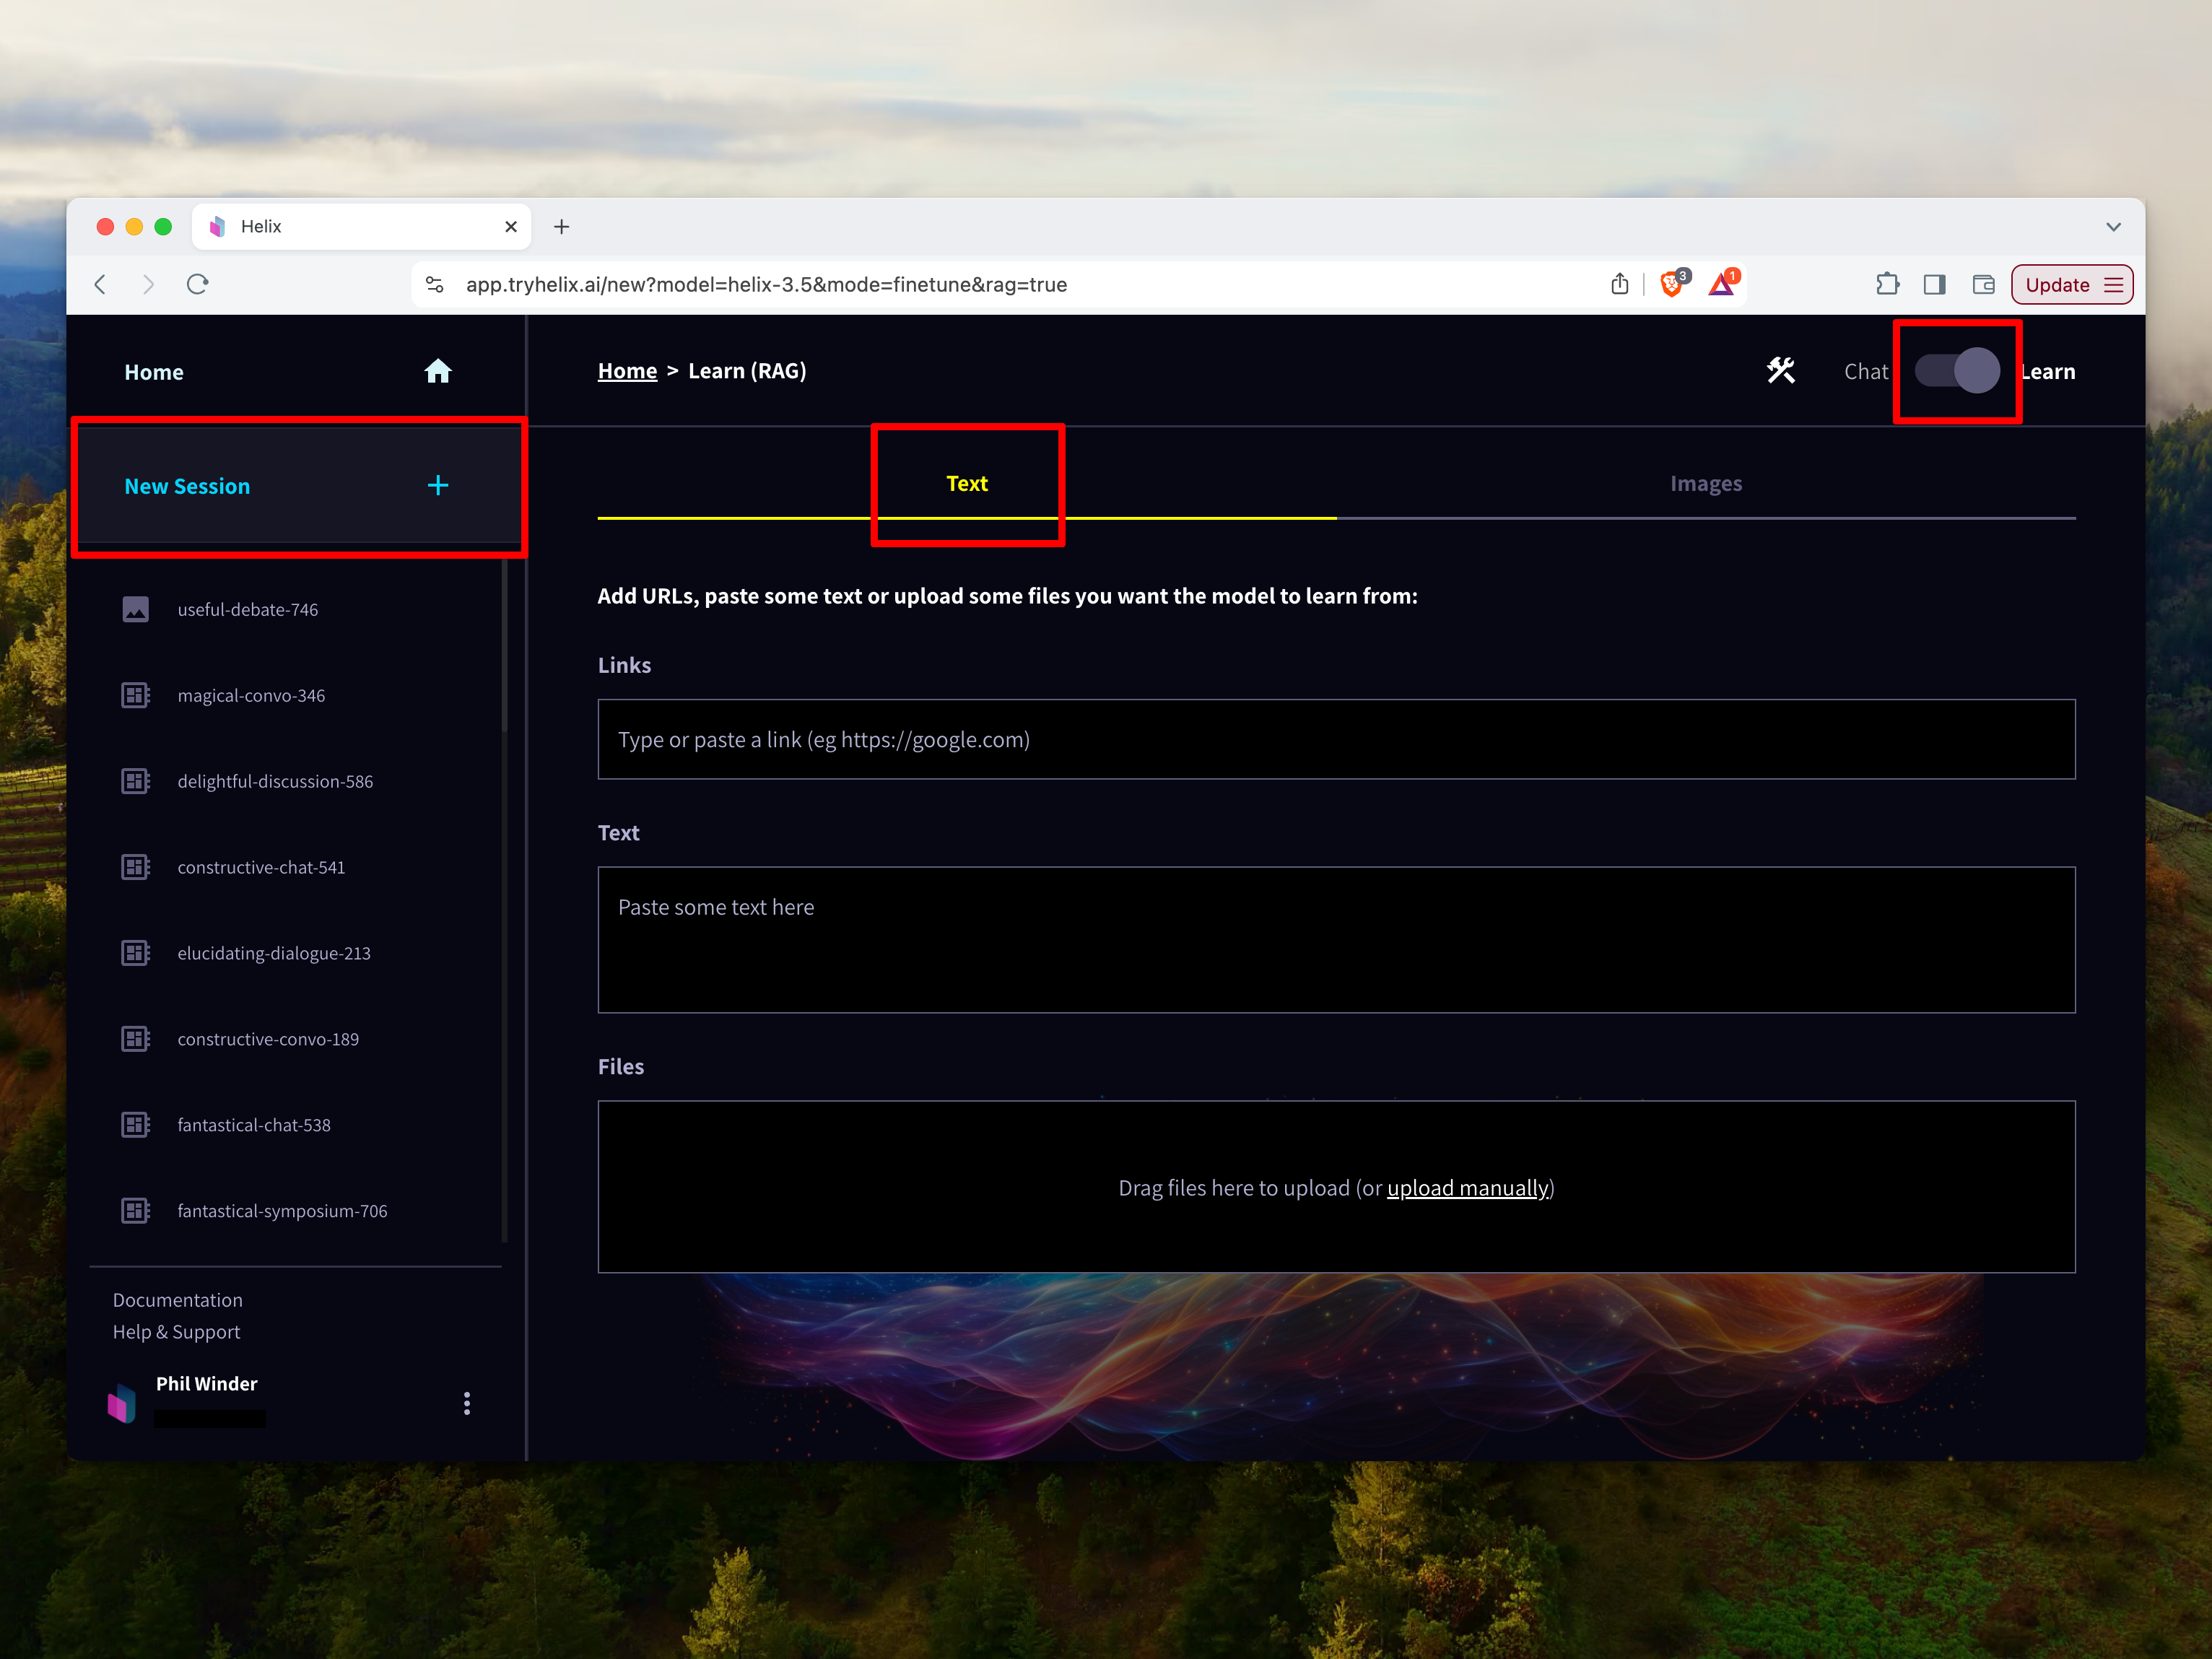 Helix
app.tryhelix.ai/new?model=helix-3.5&mode=finetune&rag=true
3
1
Update
Home
Home > Learn (RAG)
Chat
Learn
New Session
Text
Images
useful-debate-746
magical-convo-346
delightful-discussion-586
constructive-chat-541
elucidating-dialogue-213
constructive-convo-189
fantastical-chat-538
fantastical-symposium-706
Documentation
Help & Support
Phil Winder
Add URLs, paste some text or upload some files you want the model to learn from:
Links
Type or paste a link (eg https://google.com)
Text
Paste some text here
Files
Drag files here to upload (or upload manually)